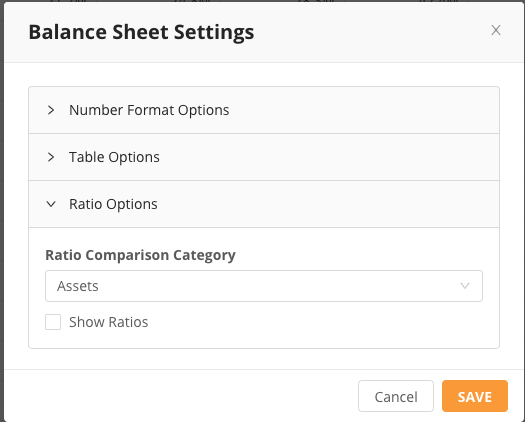 Balance Sheet Settings
Number Format Options
Table Options
Ratio Options
Ratio Comparison Category
Assets
Show Ratios
Cancel
SAVE